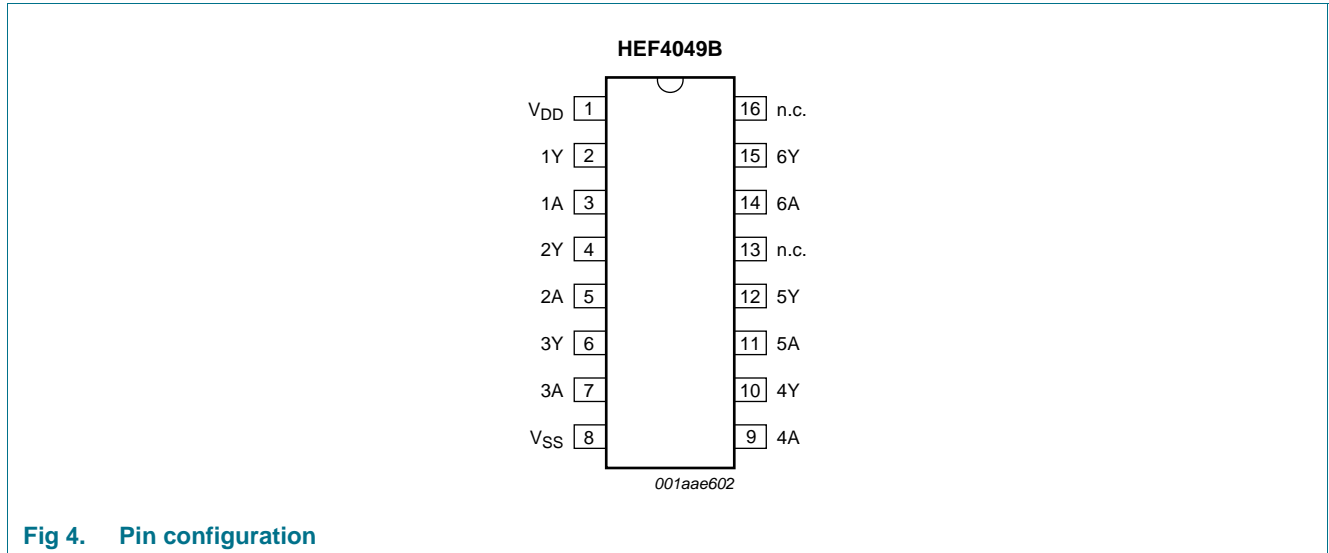 HEF4049B
VDD 1 16 n.c.
1Y 2 15 6Y
1A 3 14 6A
2Y 4 13 n.c.
2A 5 12 5Y
3Y 6 11 5A
3A 7 10 4Y
VSS 8 9 4A
001aae602
Fig 4. Pin configuration